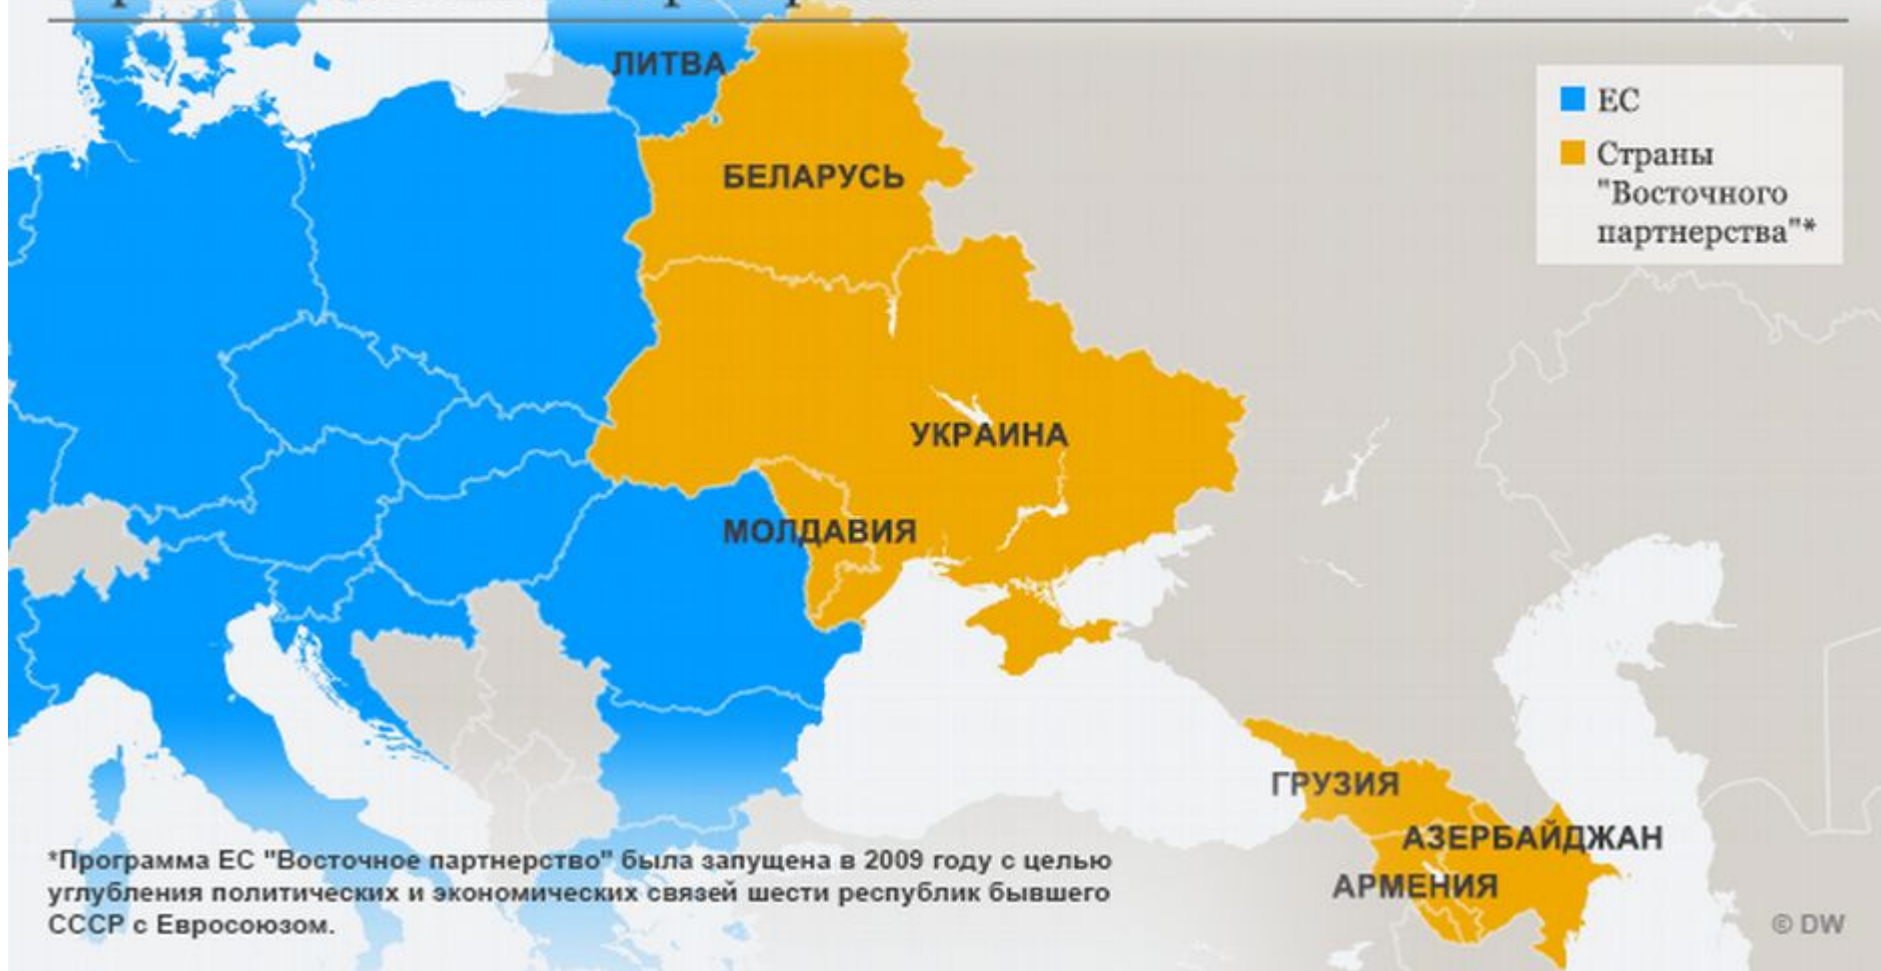 ЛИТВА
ЕС
Страны
"Восточного
партнерства"*
БЕЛАРУСЬ
УКРАИНА
МОЛДАВИЯ
ГРУЗИЯ
АЗЕРБАЙДЖАН
АРМЕНИЯ
*Программа ЕС "Восточное партнерство" была запущена в 2009 году с целью
углубления политических и экономических связей шести республик бывшего
СССР с Евросоюзом.
© DW